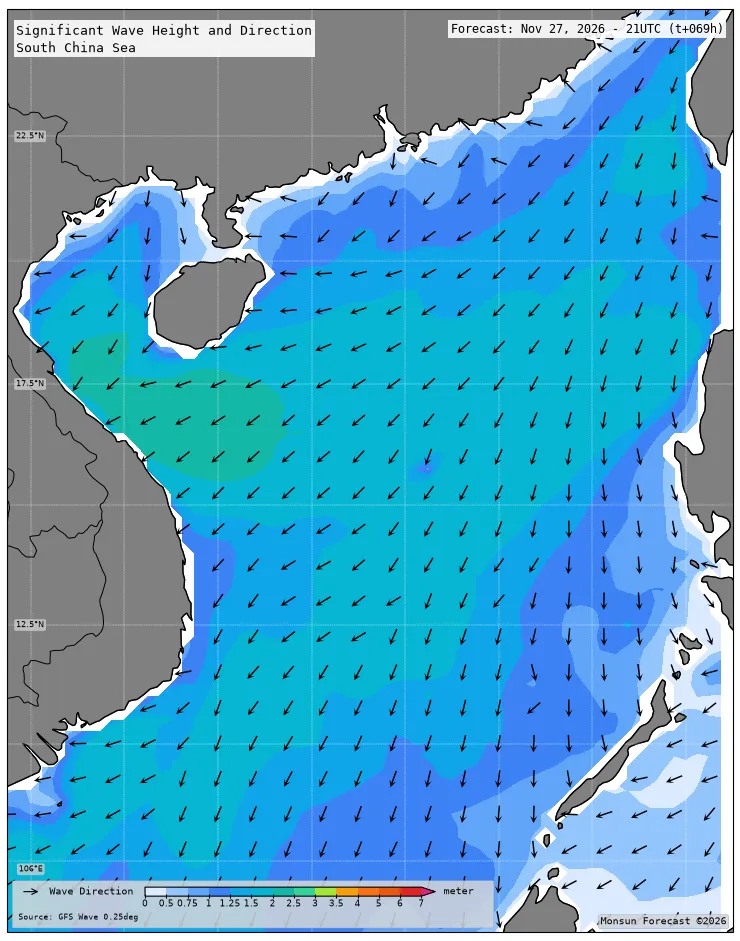 Significant Wave Height and Direction
South China Sea
Forecast: Nov 27, 2026 - 21UTC (t+069h)
22.5°N
17.5°N
12.5°N
106°E
Wave Direction
meter
0 0.5 0.75 1 1.25 1.5 2 2.5 3 3.5 4 5 6 7
Source: GFS Wave 0.25deg
Monsun Forecast ©2026